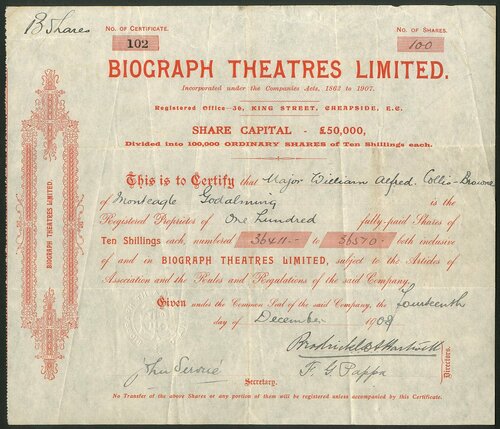 B Shares
No. of Certificate.
No. of Shares.
102
100
BIOGRAPH THEATRES LIMITED.
Incorporated under the Companies Acts, 1862 to 1907.
Registered Office—36, KING STREET, CHEAPSIDE, E.C.
SHARE CAPITAL - £50,000,
Divided into 100,000 ORDINARY SHARES of Ten Shillings each.
This is to Certify that Major William Alfred Collis-Browne
of Monteagle Godalming is the
Registered Proprietor of One Hundred fully-paid Shares of
Ten Shillings each, numbered 36411 to 36510 both inclusive
of and in BIOGRAPH THEATRES LIMITED, subject to the Articles of
Association and the Rules and Regulations of the said Company.
Given under the Common Seal of the said Company, the Fourteenth
day of December 1908
F. G. Pappa
Directors.
John
Secretary.
No Transfer of the above Shares or any portion of them will be registered unless accompanied by this Certificate.
BIOGRAPH THEATRES LIMITED.